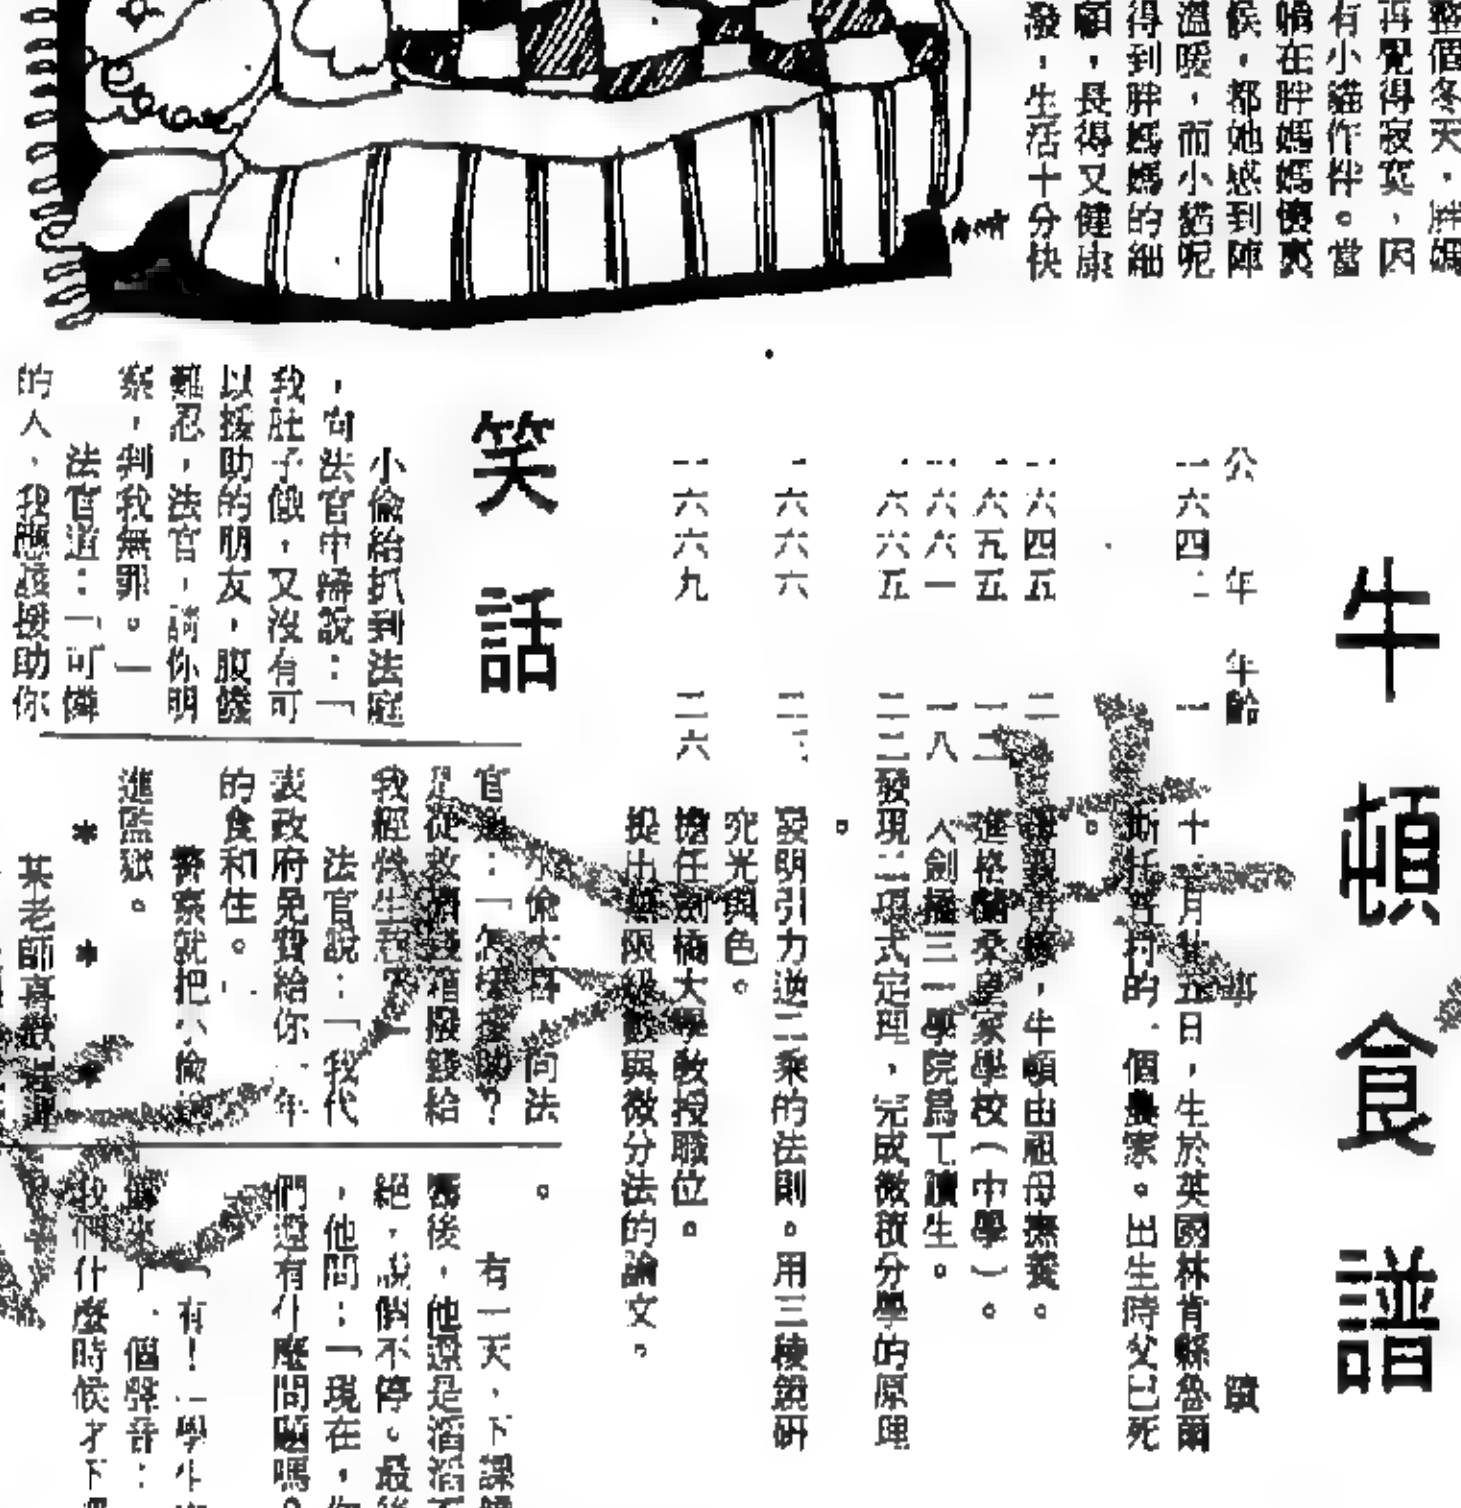 整個冬天,胖媽
再覺得寂寞,因
有小貓作伴。當
躺在胖媽媽懷裏
候,都她感到陣
溫暖,而小貓呢
得到胖媽媽的細
顧,長得又健康
潑,生活十分快
牛頓食譜
公年 年齡 事蹟
一六四二 一 十二月廿五日,生於英國林肯縣魯爾
斯托普村的一個農家。出生時父已死
。
一六四五 三 牛頓由祖母撫養。
一六五五 一二 進格蘭 學校(中學)。
一六六一 一八 入劍橋三一學院爲工讀生。
一六六五 二二 發現二項式定理,完成微積分學的原理
。
一六六六 二三 發明引力逆二乘的法則。用三棱鏡研
究光與色。
一六六九 二六 擔任劍橋大學教授職位。
提出無限級數與微分法的論文。
笑話
小偷給抓到法庭
,向法官申辯說:「
我肚子餓,又沒有可
以援助的朋友,腹饑
難忍,法官,請你明
察,判我無罪。」
法官道:「可憐
的人,我應該援助你
。
小偷大喜 向法
官道:「怎樣援助?
是從救濟 撥錢給
我經營生意?」
法官說:「我代
表政府免費給你一年
的食和住。」
警察就把小偷
進監獄。
* * *
某老師喜歡
有一天,下課
響後,他還是滔滔不
絕,說個不停。最後
,他問:「現在,你
們還有什麼問題嗎?
「有!」學生
一個聲音:
我們什麼時候才下課